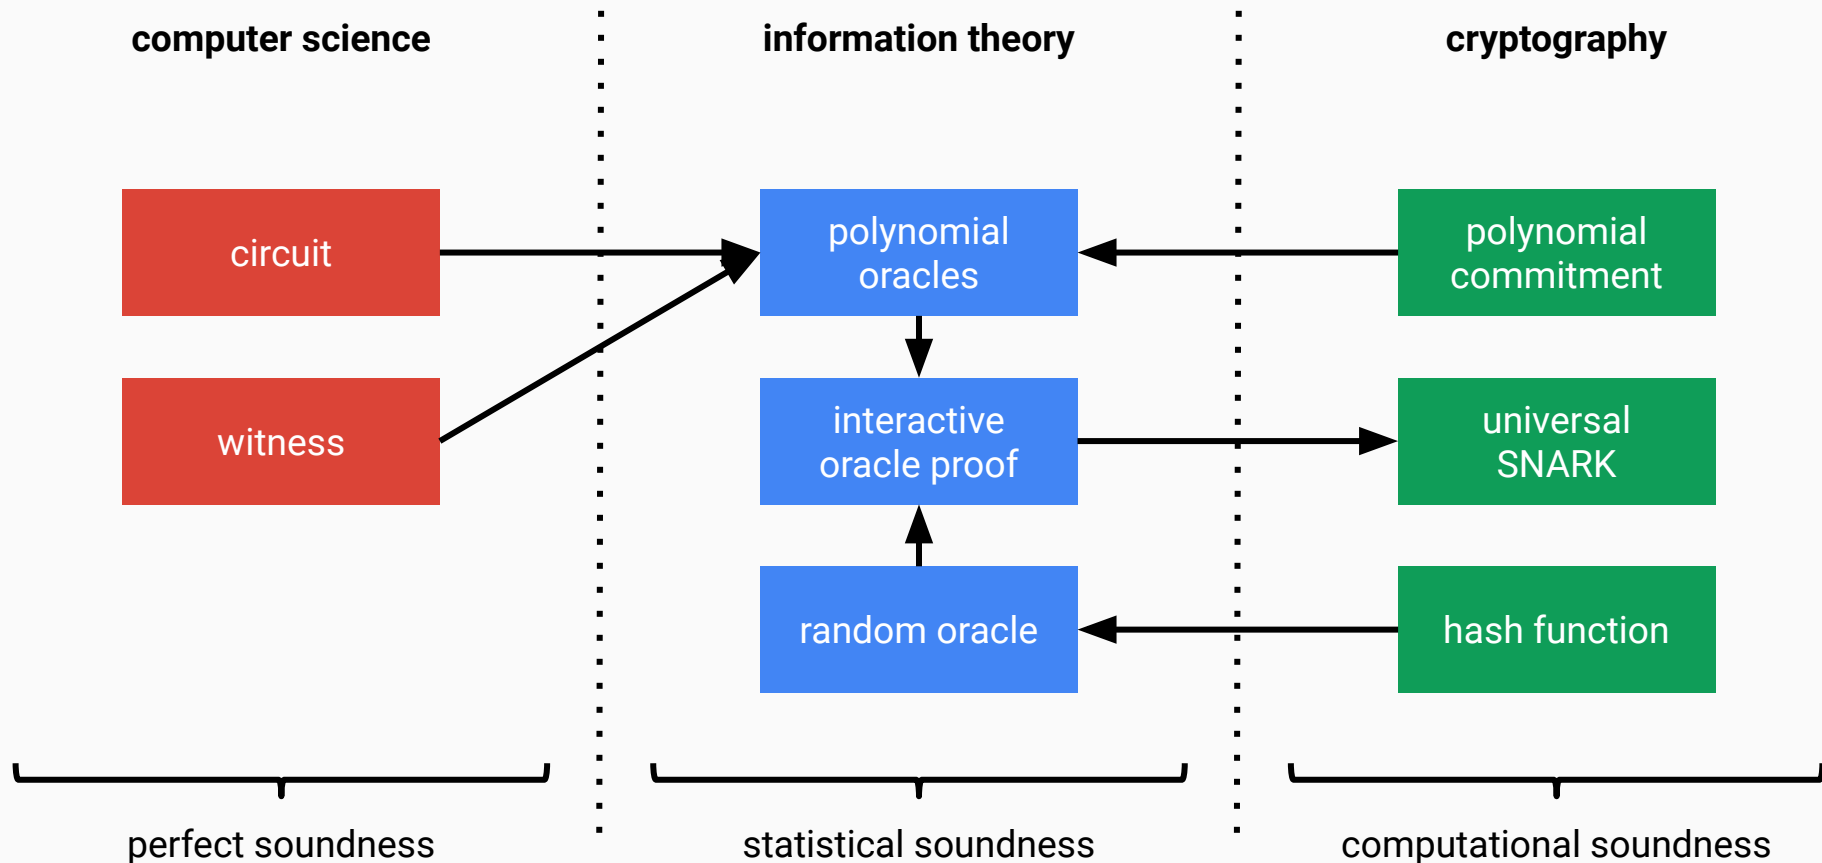 computer science
information theory
cryptography
circuit
polynomial
oracles
polynomial
commitment
witness
interactive
oracle proof
universal
SNARK
random oracle
hash function
perfect soundness
statistical soundness
computational soundness